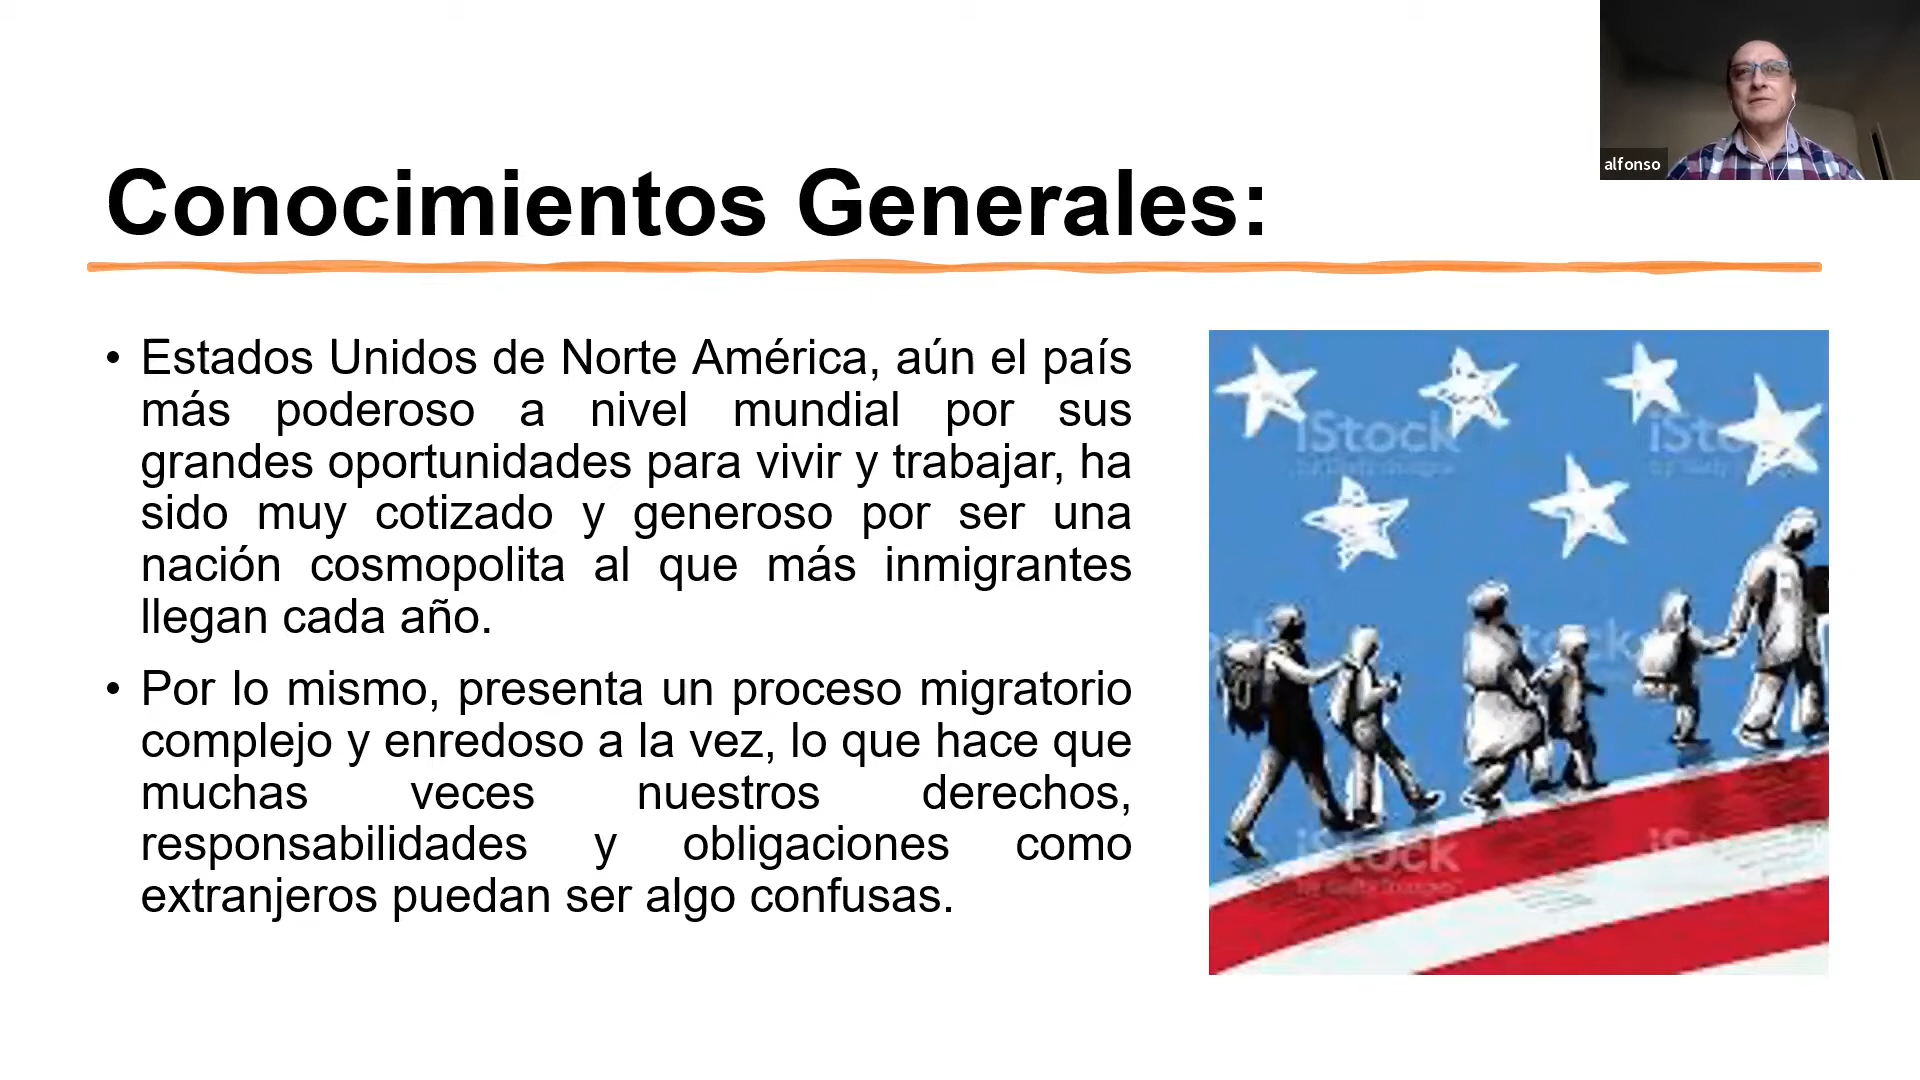 alfonso
Conocimientos Generales:
• Estados Unidos de Norte América, aún el país
más poderoso a nivel mundial por sus
grandes oportunidades para vivir y trabajar, ha
sido muy cotizado y generoso por ser una
nación cosmopolita al que más inmigrantes
llegan cada año.
• Por lo mismo, presenta un proceso migratorio
complejo y enredoso a la vez, lo que hace que
muchas veces nuestros derechos,
responsabilidades y obligaciones como
extranjeros puedan ser algo confusas.
iStock
iStock